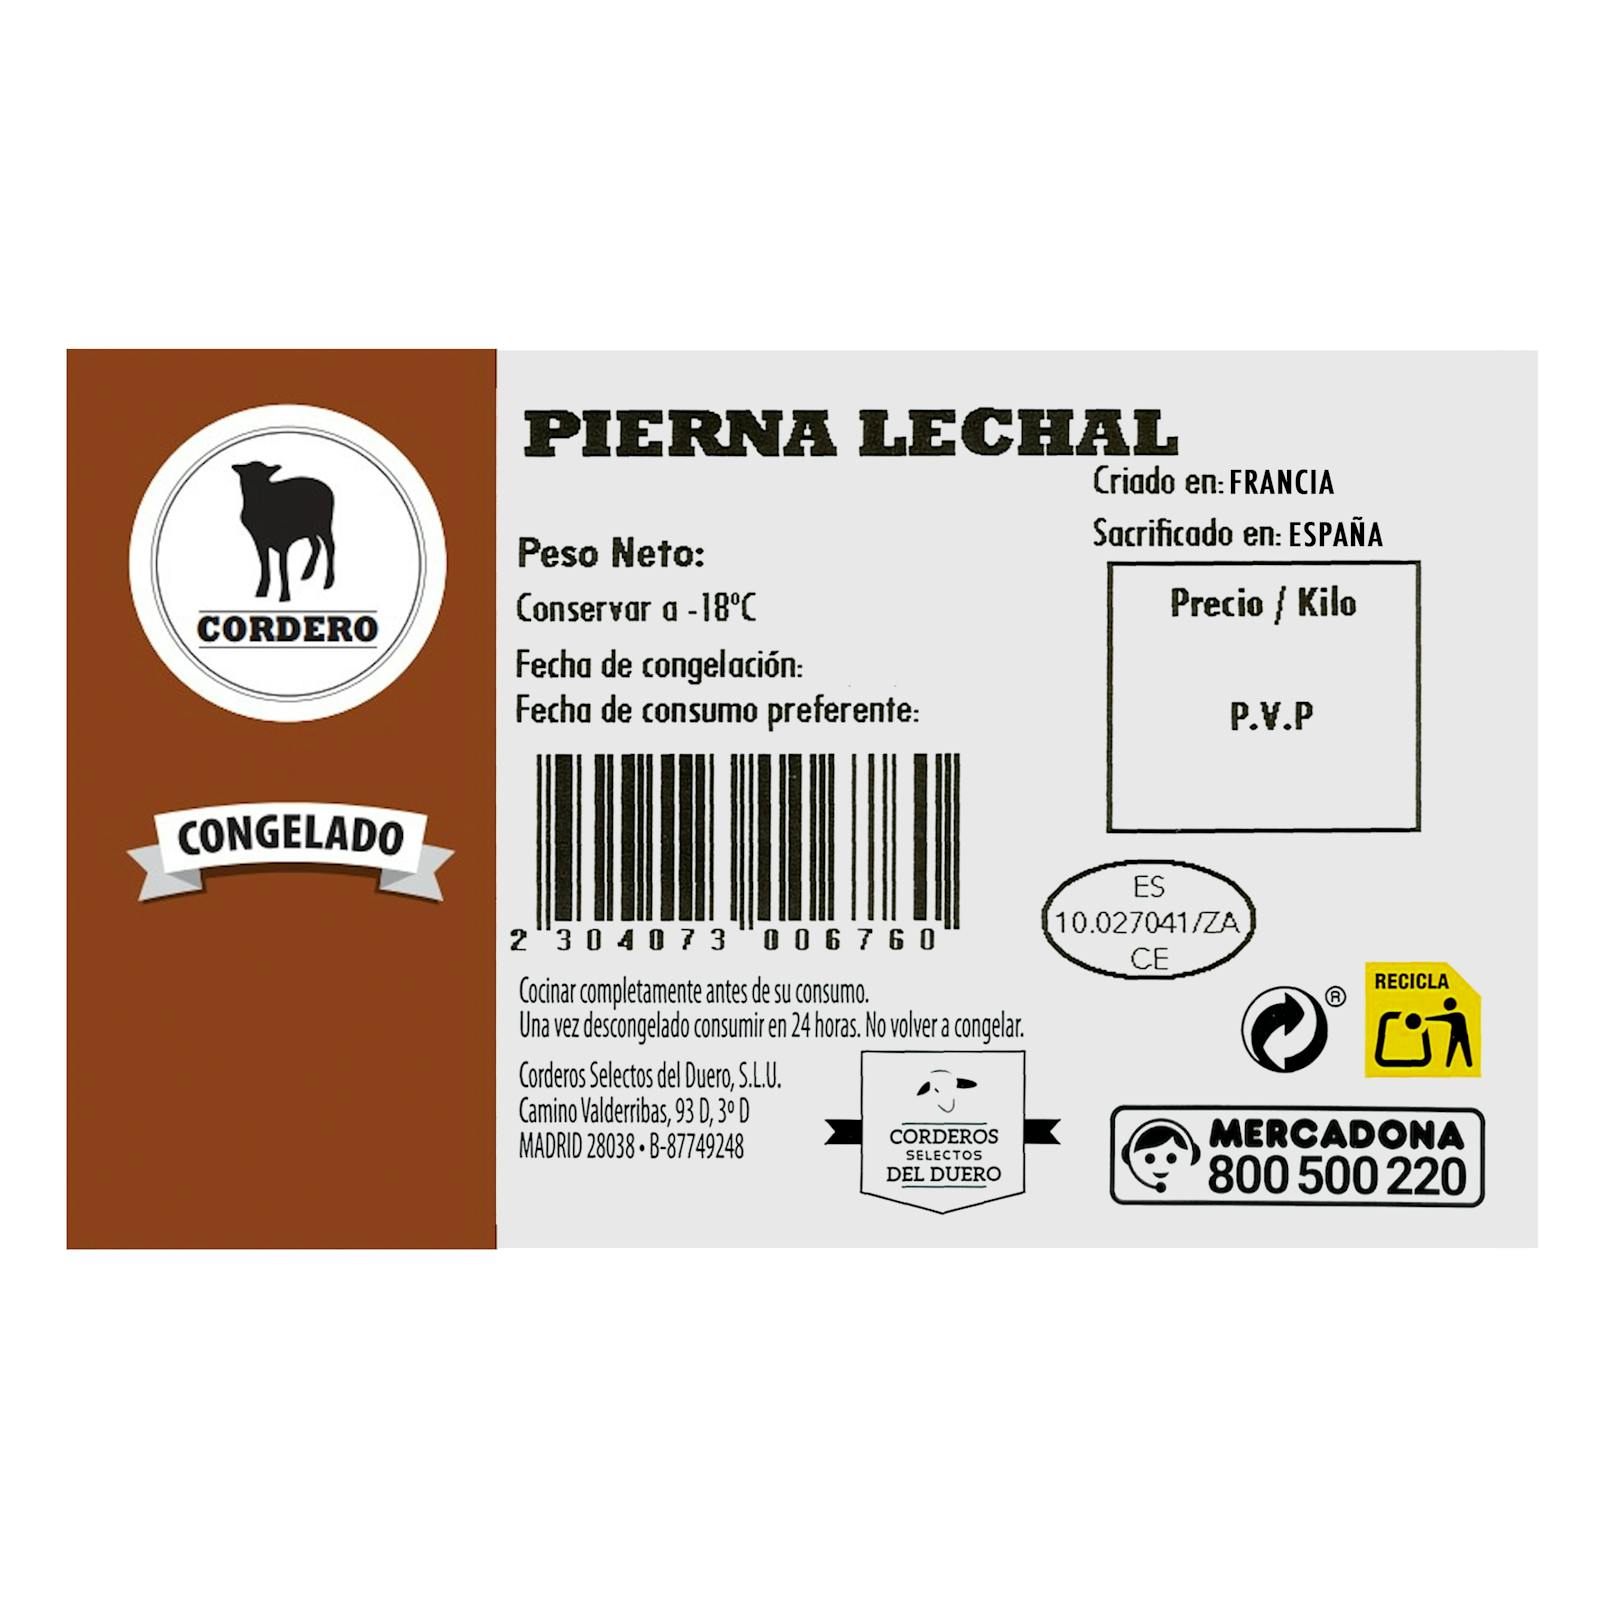 CORDERO
CONGELADO
PIERNA LECHAL
Criado en: FRANCIA
Sacrificado en: ESPAÑA
Peso Neto:
Conservar a -18ºC
Fecha de congelación:
Fecha de consumo preferente:
Precio / Kilo
P.V.P
2 304073 006760
ES
10.027041/ZA
CE
Cocinar completamente antes de su consumo.
Una vez descongelado consumir en 24 horas. No volver a congelar.
Corderos Selectos del Duero, S.L.U.
Camino Valderribas, 93 D, 3º D
MADRID 28038 • B-87749248
CORDEROS
SELECTOS
DEL DUERO
®
RECICLA
MERCADONA
800 500 220